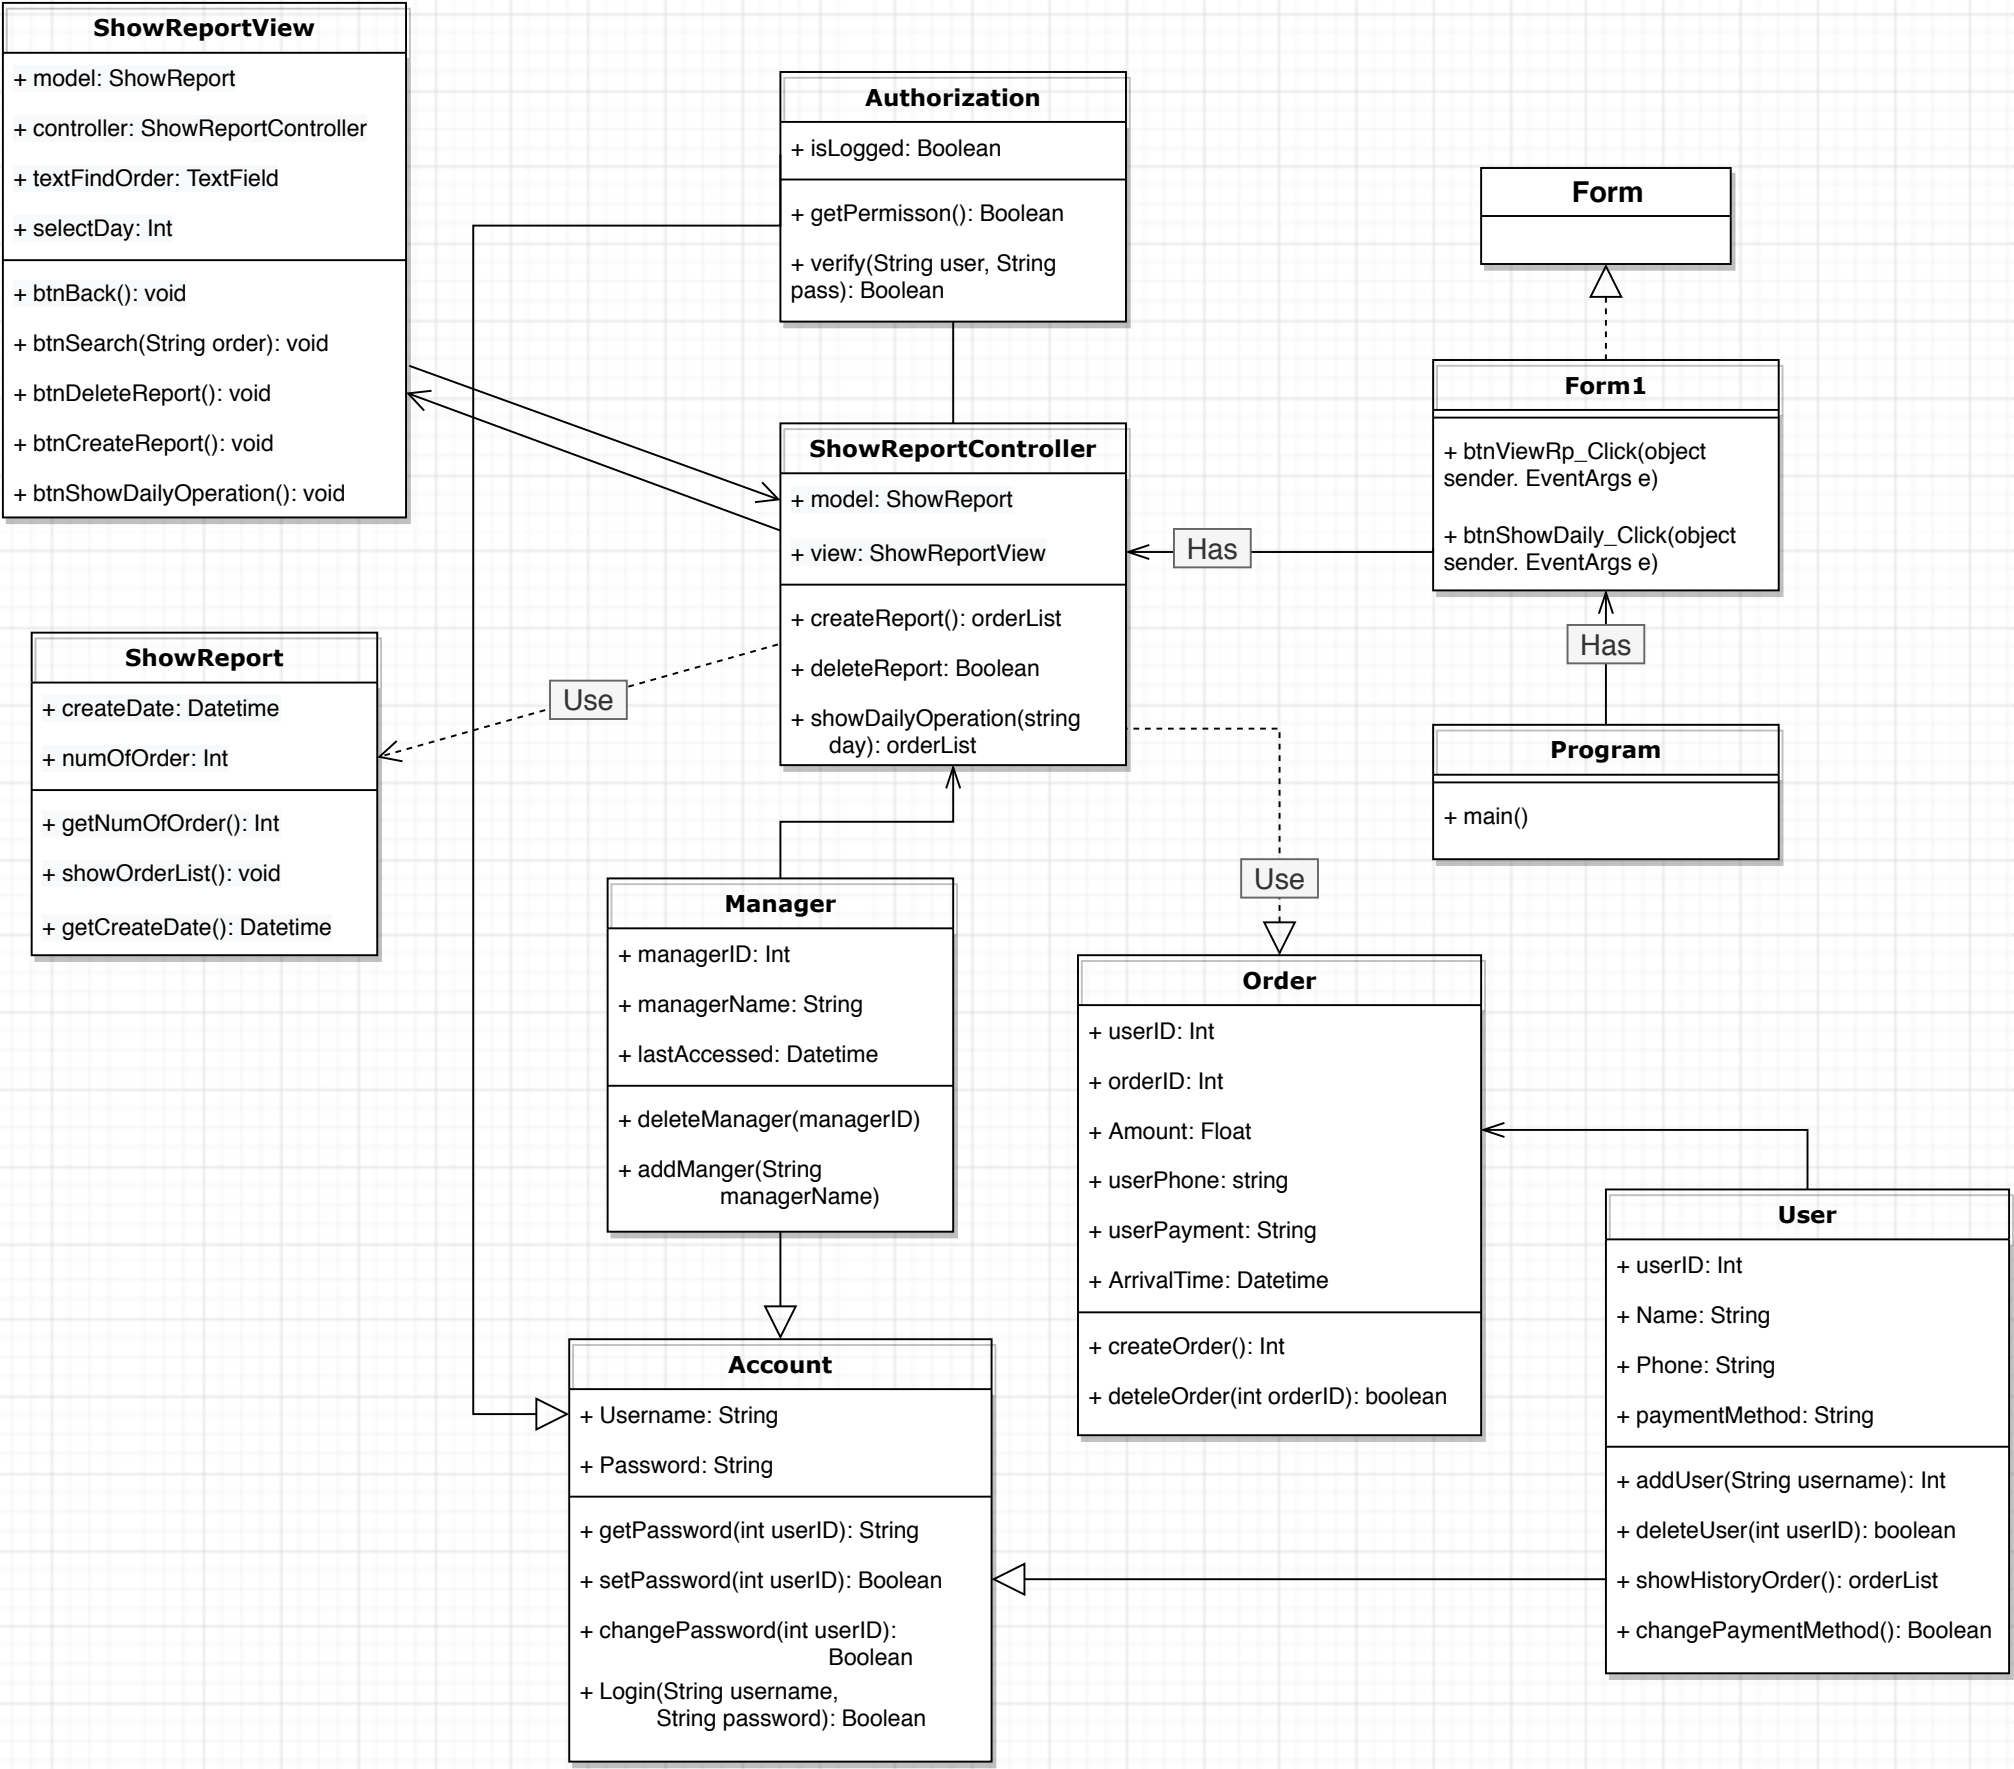 ShowReportView
+ model: ShowReport
+ controller: ShowReportController
+ textFindOrder: TextField
+ selectDay: Int
+ btnBack(): void
+ btnSearch(String order): void
+ btnDeleteReport(): void
+ btnCreateReport(): void
+ btnShowDailyOperation(): void
Authorization
+ isLogged: Boolean
+ getPermisson(): Boolean
+ verify(String user, String
pass): Boolean
Form
Form1
+ btnViewRp_Click(object
sender. EventArgs e)
+ btnShowDaily_Click(object
sender. EventArgs e)
ShowReportController
+ model: ShowReport
+ view: ShowReportView
+ createReport(): orderList
+ deleteReport: Boolean
+ showDailyOperation(string
day): orderList
Has
Has
Program
+ main()
ShowReport
+ createDate: Datetime
+ numOfOrder: Int
+ getNumOfOrder(): Int
+ showOrderList(): void
+ getCreateDate(): Datetime
Use
Use
Manager
+ managerID: Int
+ managerName: String
+ lastAccessed: Datetime
+ deleteManager(managerID)
+ addManger(String
managerName)
Order
+ userID: Int
+ orderID: Int
+ Amount: Float
+ userPhone: string
+ userPayment: String
+ ArrivalTime: Datetime
+ createOrder(): Int
+ deteleOrder(int orderID): boolean
User
+ userID: Int
+ Name: String
+ Phone: String
+ paymentMethod: String
+ addUser(String username): Int
+ deleteUser(int userID): boolean
+ showHistoryOrder(): orderList
+ changePaymentMethod(): Boolean
Account
+ Username: String
+ Password: String
+ getPassword(int userID): String
+ setPassword(int userID): Boolean
+ changePassword(int userID):
Boolean
+ Login(String username,
String password): Boolean